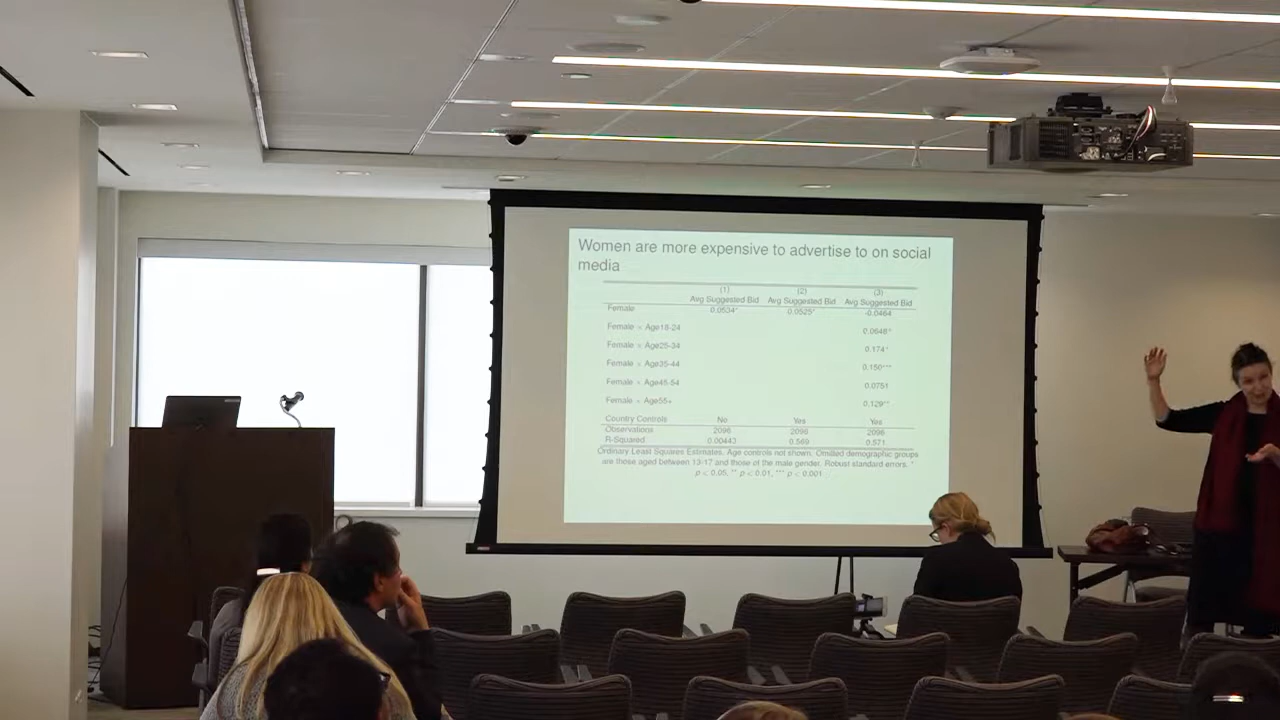 Women are more expensive to advertise to on social
media
(1) (2) (3)
Avg Suggested Bid Avg Suggested Bid Avg Suggested Bid
Female 0.0534* 0.0525* -0.0464
Female × Age18-24 0.0648*
Female × Age25-34 0.174*
Female × Age35-44 0.150***
Female × Age45-54 0.0751
Female × Age55+ 0.129**
Country Controls No Yes Yes
Observations 2096 2096 2096
R-Squared 0.00443 0.569 0.571
Ordinary Least Squares Estimates. Age controls not shown. Omitted demographic groups
are those aged between 13-17 and those of the male gender. Robust standard errors. *
p < 0.05, ** p < 0.01, *** p < 0.001